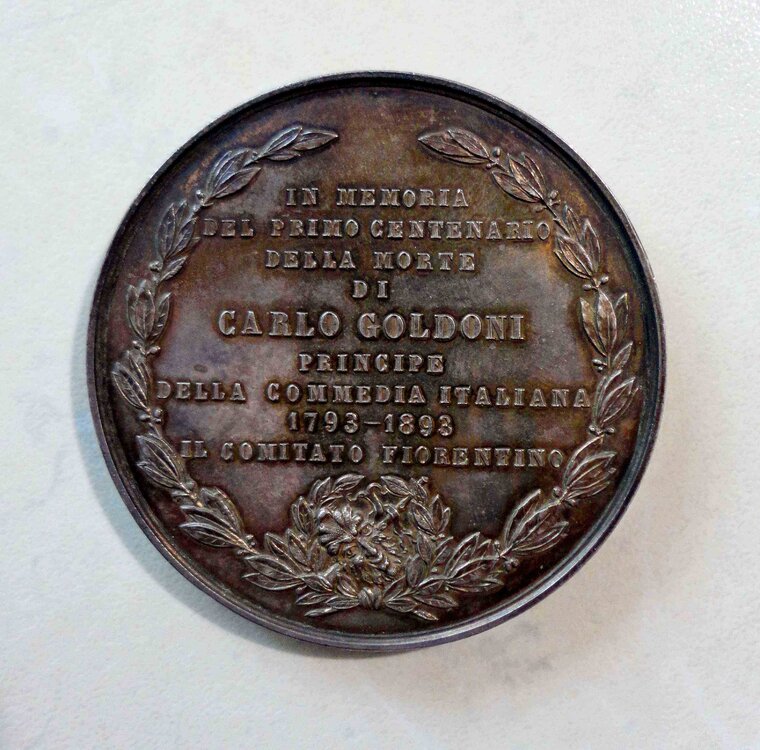 IN MEMORIA
DEL PRIMO CENTENARIO
DELLA MORTE
DI
CARLO GOLDONI
PRINCIPE
DELLA COMMEDIA ITALIANA
1793-1893
IL COMITATO FIORENTINO